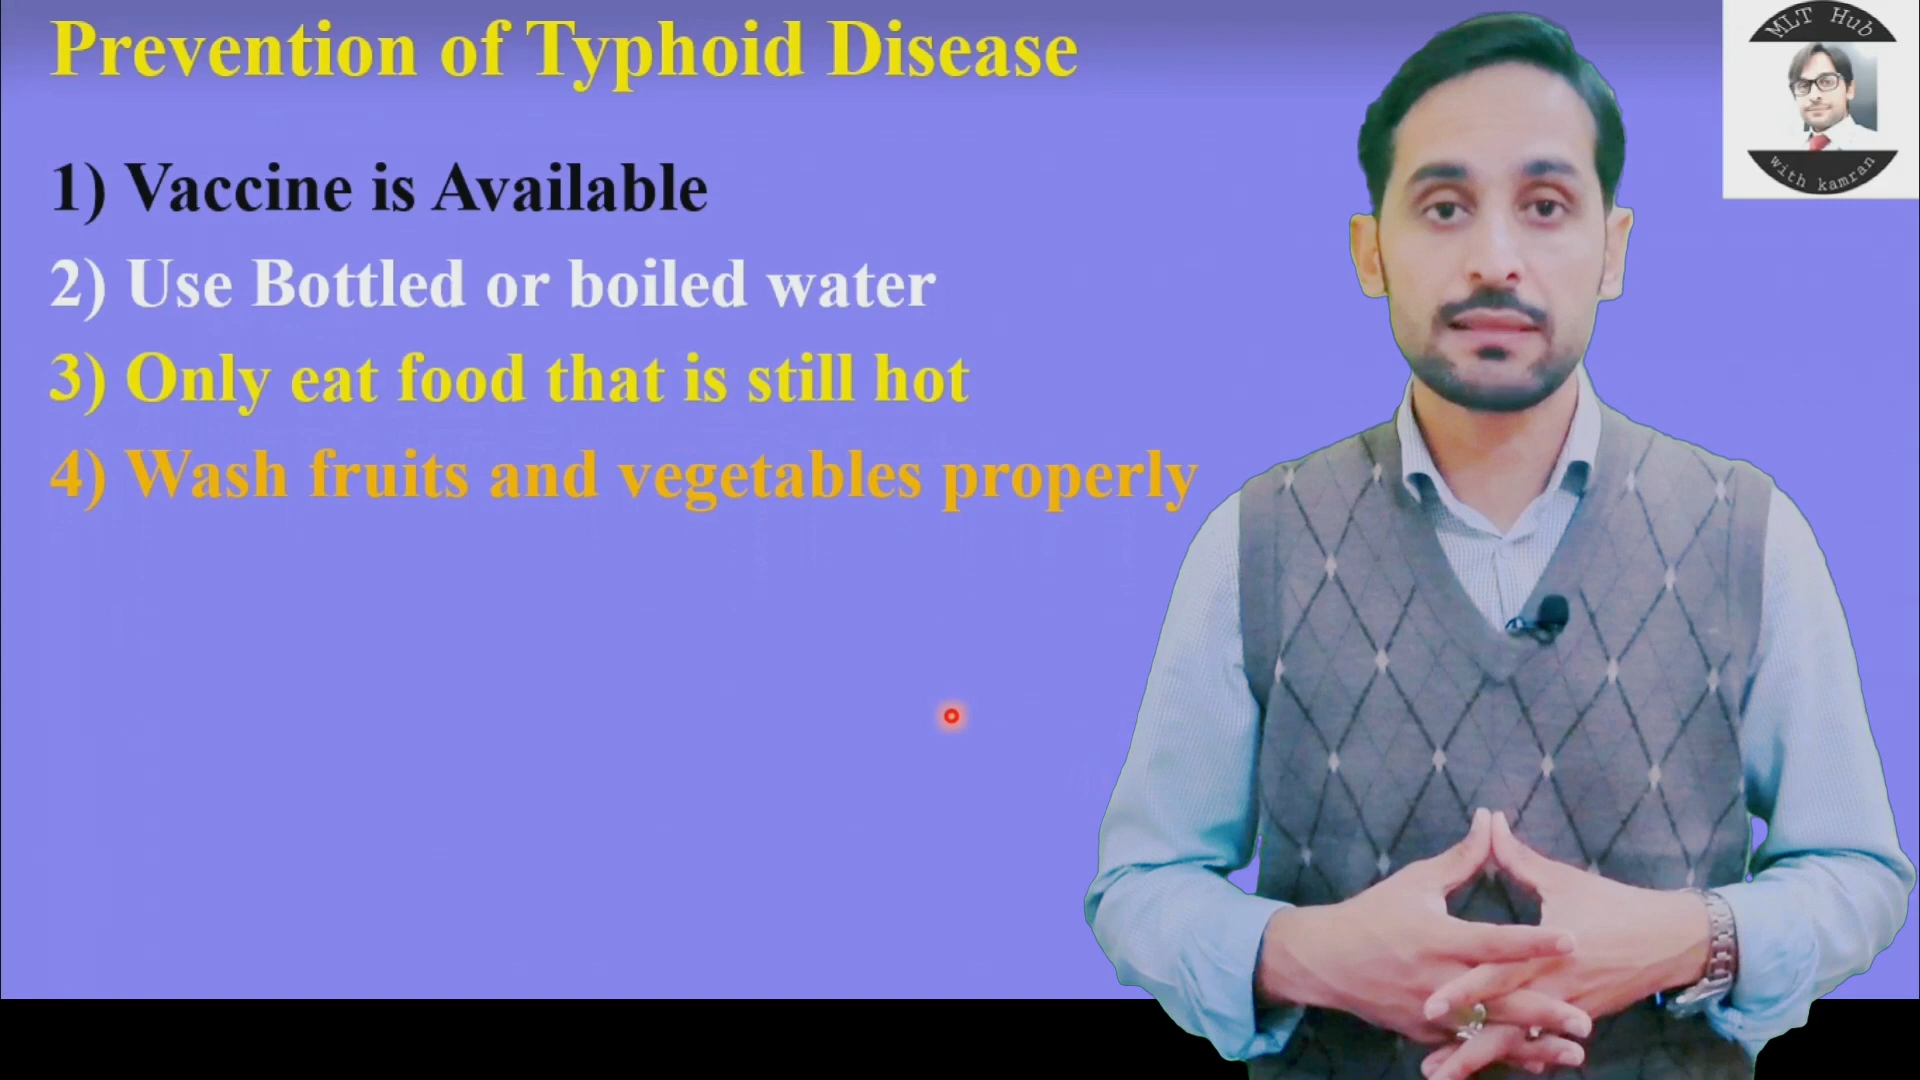 Prevention of Typhoid Disease
MLT Hub
with kamran
1) Vaccine is Available
2) Use Bottled or boiled water
3) Only eat food that is still hot
4) Wash fruits and vegetables properly